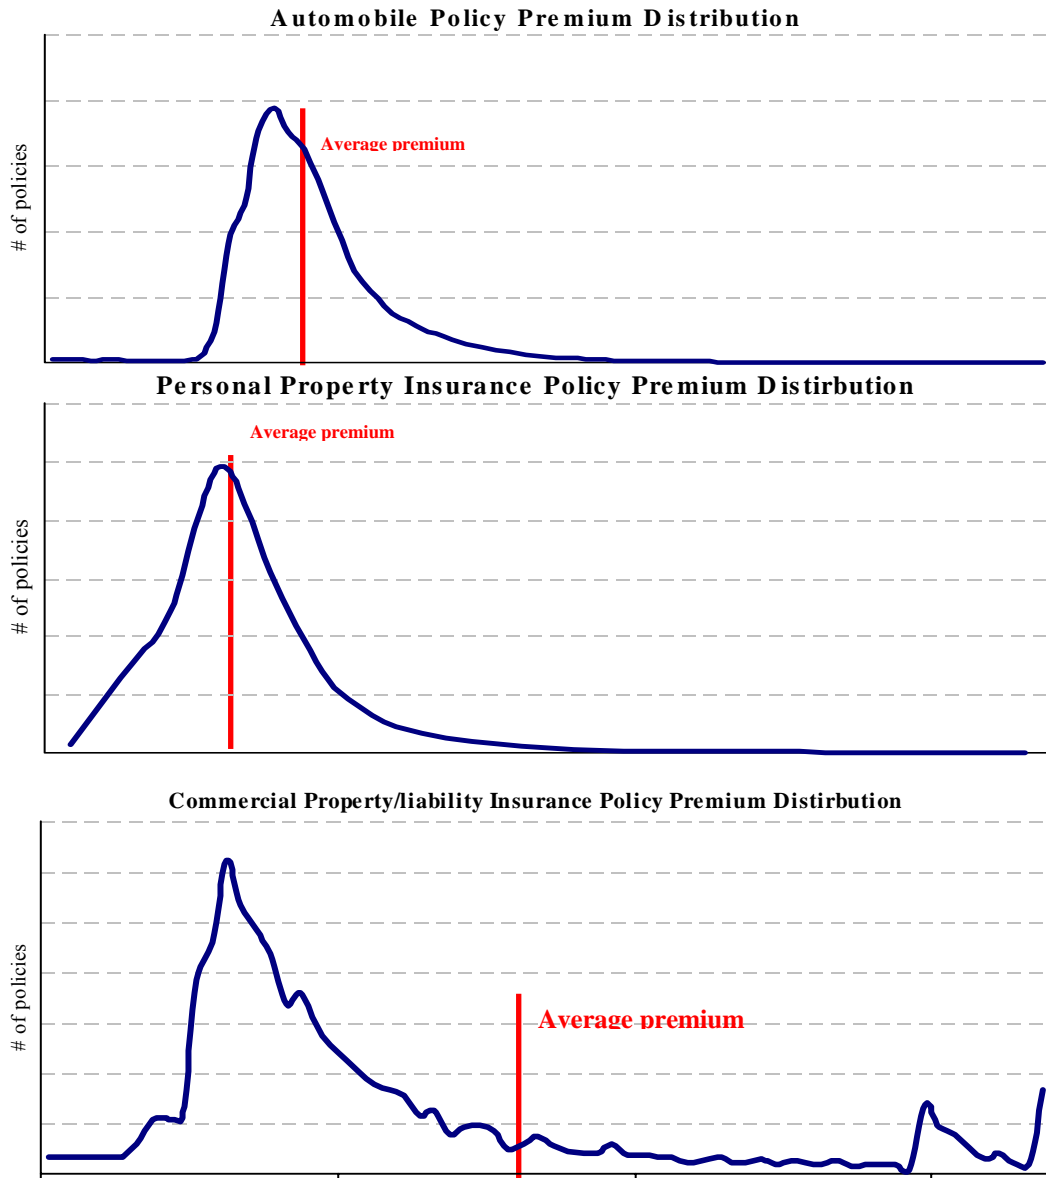 Automobile Policy Premium Distribution
# of policies
Average premium
Personal Property Insurance Policy Premium Distirbution
# of policies
Average premium
Commercial Property/liability Insurance Policy Premium Distirbution
# of policies
Average premium